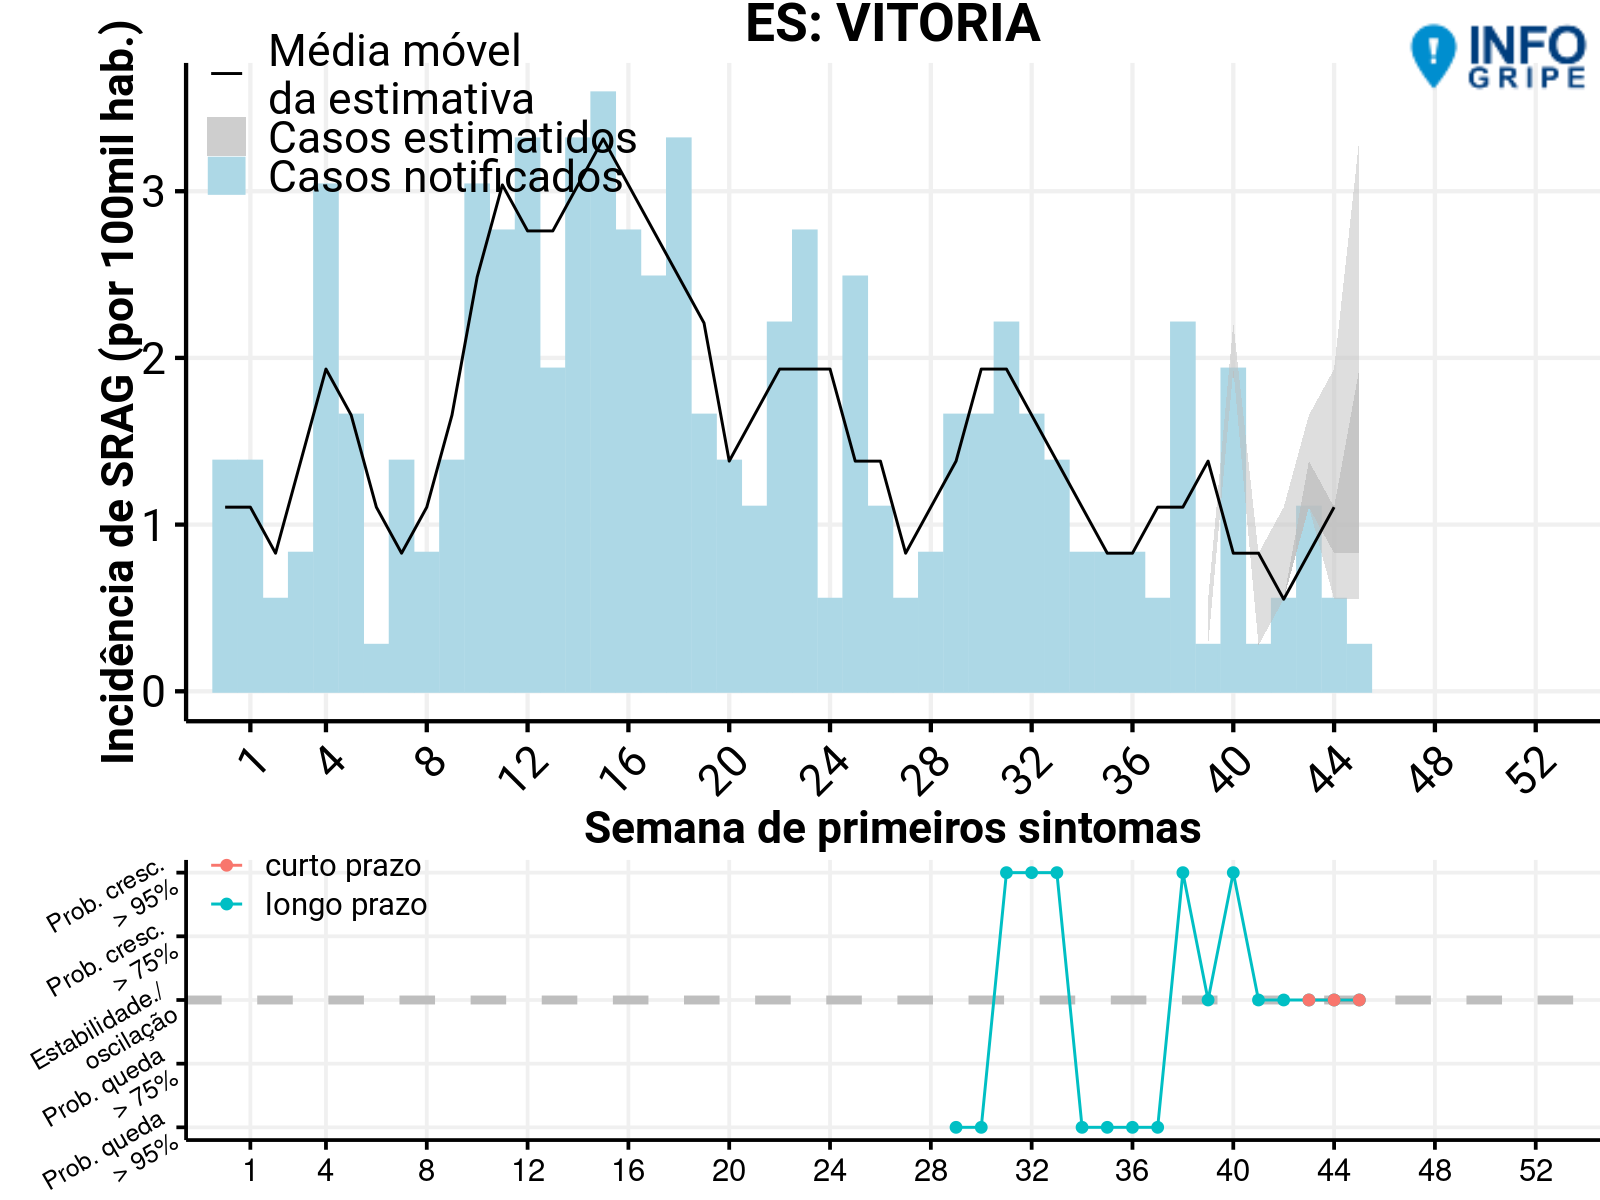 ES: VITORIA
INFO
GRIPE
Média móvel
da estimativa
Casos estimatidos
Casos notificados
Incidência de SRAG (por 100mil hab.)
3
2
1
0
1 4 8 12 16 20 24 28 32 36 40 44 48 52
Semana de primeiros sintomas
curto prazo
longo prazo
Prob. cresc.
> 95%
Prob. cresc.
> 75%
Estabilidade./
oscilação
Prob. queda
> 75%
Prob. queda
> 95%
1 4 8 12 16 20 24 28 32 36 40 44 48 52